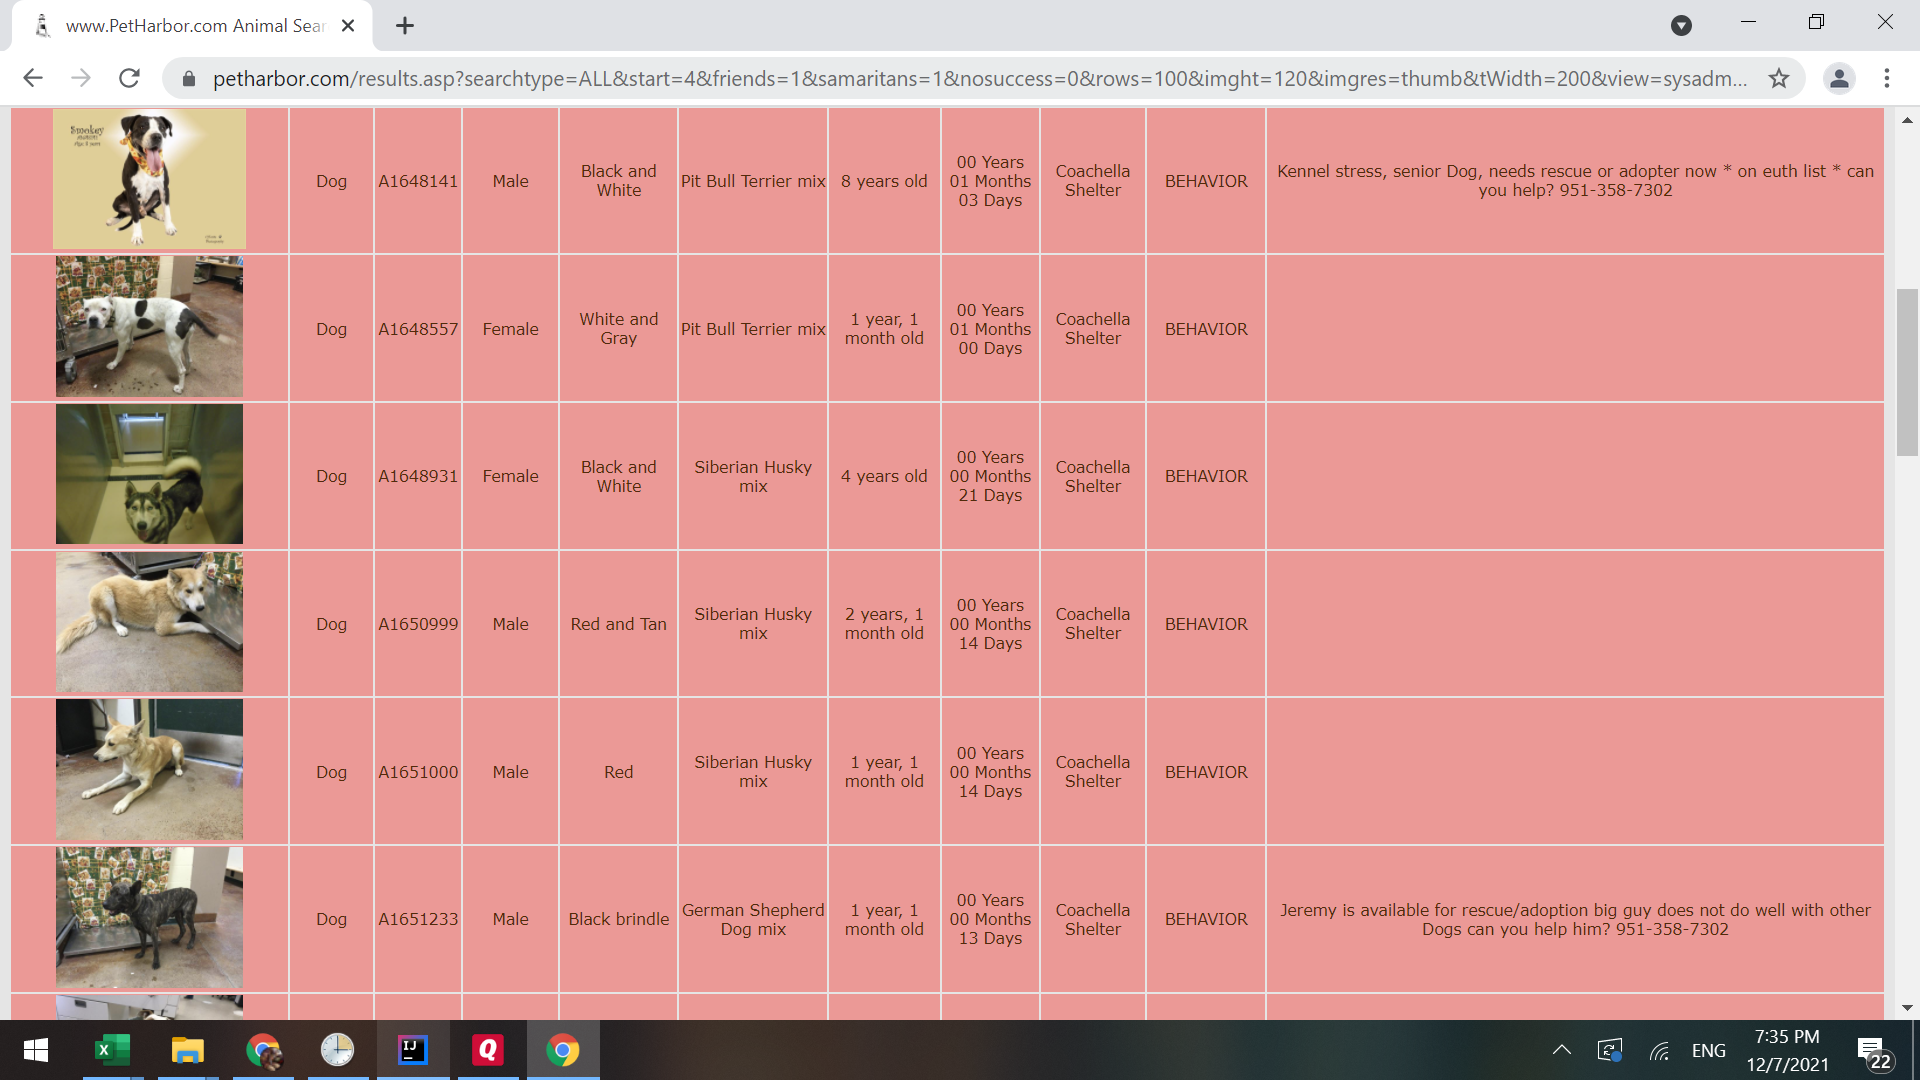 www.PetHarbor.com Animal Sear
petharbor.com/results.asp?searchtype=ALL&start=4&friends=1&samaritans=1&nosuccess=0&rows=100&imght=120&imgres=thumb&tWidth=200&view=sysadm...
Smokey
Dog
A1648141
Male
Black and
White
Pit Bull Terrier mix
8 years old
00 Years
01 Months
03 Days
Coachella
Shelter
BEHAVIOR
Kennel stress, senior Dog, needs rescue or adopter now * on euth list * can
you help? 951-358-7302
Dog
A1648557
Female
White and
Gray
Pit Bull Terrier mix
1 year, 1
month old
00 Years
01 Months
00 Days
Coachella
Shelter
BEHAVIOR
Dog
A1648931
Female
Black and
White
Siberian Husky
mix
4 years old
00 Years
00 Months
21 Days
Coachella
Shelter
BEHAVIOR
Dog
A1650999
Male
Red and Tan
Siberian Husky
mix
2 years, 1
month old
00 Years
00 Months
14 Days
Coachella
Shelter
BEHAVIOR
Dog
A1651000
Male
Red
Siberian Husky
mix
1 year, 1
month old
00 Years
00 Months
14 Days
Coachella
Shelter
BEHAVIOR
Dog
A1651233
Male
Black brindle
German Shepherd
Dog mix
1 year, 1
month old
00 Years
00 Months
13 Days
Coachella
Shelter
BEHAVIOR
Jeremy is available for rescue/adoption big guy does not do well with other
Dogs can you help him? 951-358-7302
X
IJ
Q
ENG
7:35 PM
12/7/2021
22